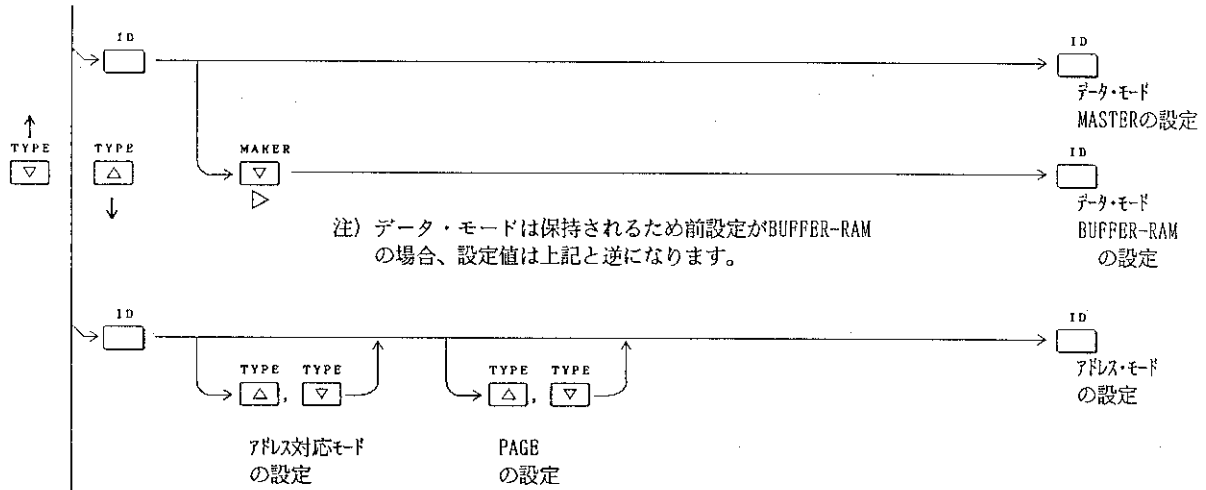 ID
ID
データ・モード
MASTERの設定
TYPE
▽
TYPE
△
MAKER
▽
ID
データ・モード
BUFFER-RAM
の設定
注) データ・モードは保持されるため前設定がBUFFER-RAM
の場合、設定値は上記と逆になります。
ID
ID
アドレス・モード
の設定
TYPE TYPE
△, ▽
TYPE TYPE
△, ▽
アドレス対応モード
の設定
PAGE
の設定